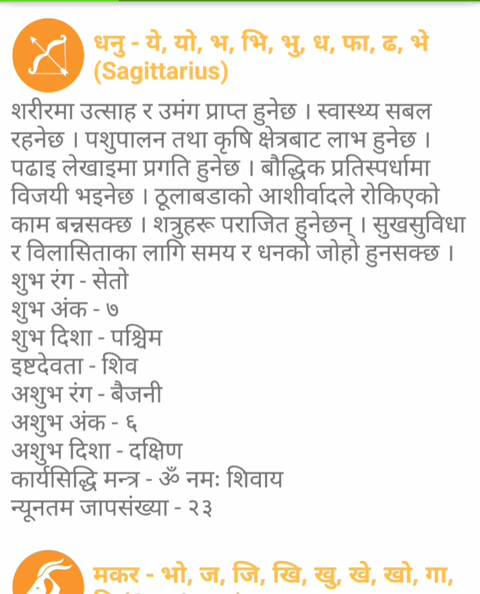 धनु - ये, यो, भ, भि, भु, ध, फा, ढ, भे
(Sagittarius)
शरीरमा उत्साह र उमंग प्राप्त हुनेछ । स्वास्थ्य सबल
रहनेछ । पशुपालन तथा कृषि क्षेत्रबाट लाभ हुनेछ ।
पढाइ लेखाइमा प्रगति हुनेछ । बौद्धिक प्रतिस्पर्धामा
विजयी भइनेछ । ठूलाबडाको आशीर्वादले रोकिएको
काम बन्नसक्छ । शत्रुहरू पराजित हुनेछन् । सुखसुविधा
र विलासिताका लागि समय र धनको जोहो हुनसक्छ ।
शुभ रंग - सेतो
शुभ अंक - ७
शुभ दिशा - पश्चिम
इष्टदेवता - शिव
अशुभ रंग - बैजनी
अशुभ अंक - ६
अशुभ दिशा - दक्षिण
कार्यसिद्धि मन्त्र - ॐ नमः शिवाय
न्यूनतम जापसंख्या - २३
मकर - भो, ज, जि, खि, खु, खे, खो, गा,